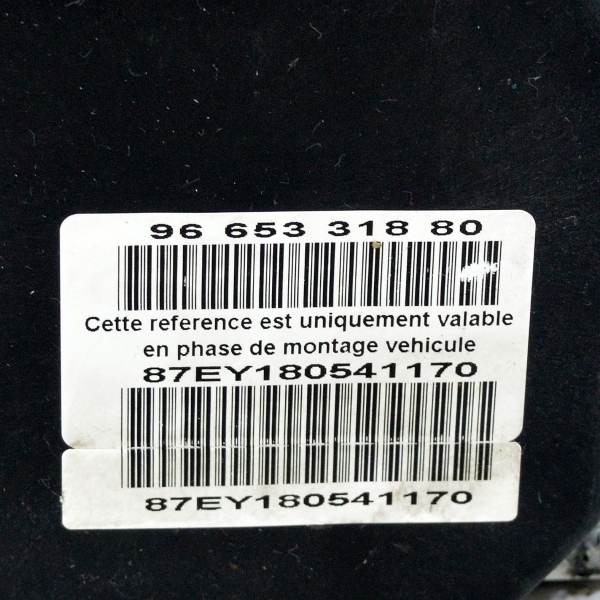 96 653 318 80
Cette reference est uniquement valable
en phase de montage vehicule
87EY180541170
87EY180541170